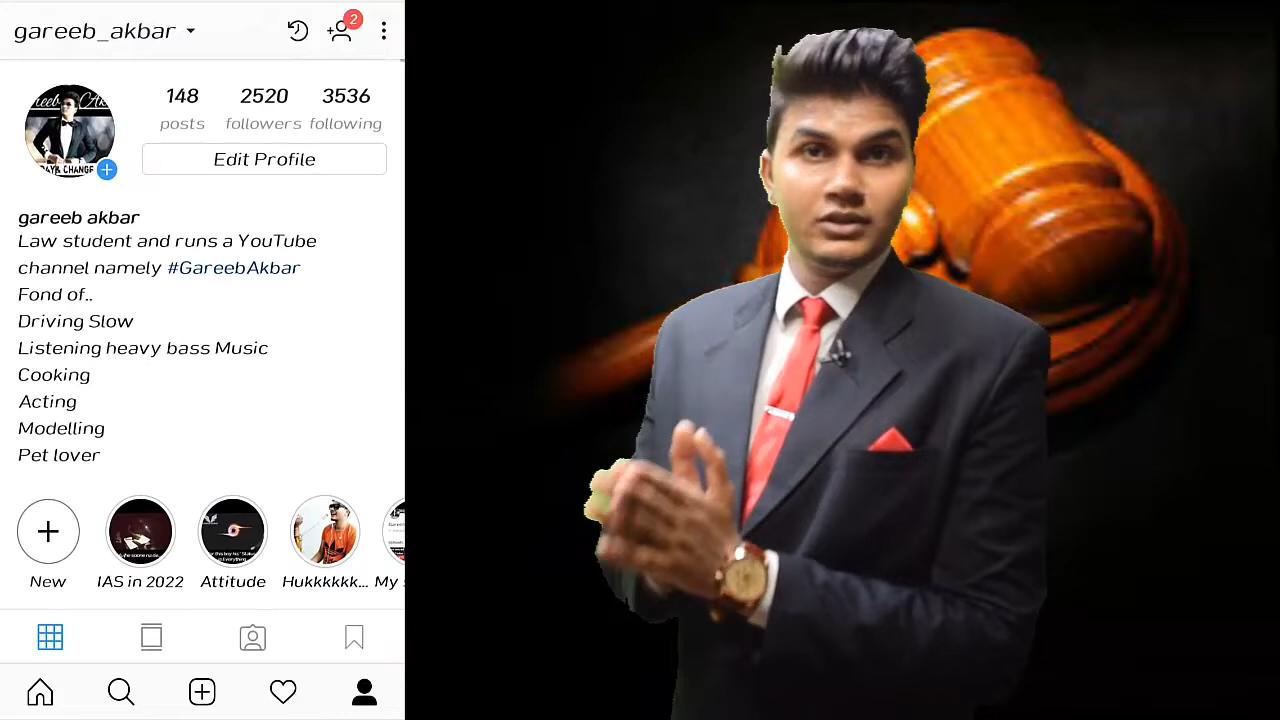 gareeb_akbar
2
148
2520
3536
posts
followers
following
Edit Profile
gareeb akbar
Law student and runs a YouTube
channel namely #GareebAkbar
Fond of..
Driving Slow
Listening heavy bass Music
Cooking
Acting
Modelling
Pet lover
New
IAS in 2022
Attitude
Hukkkkkk...
My